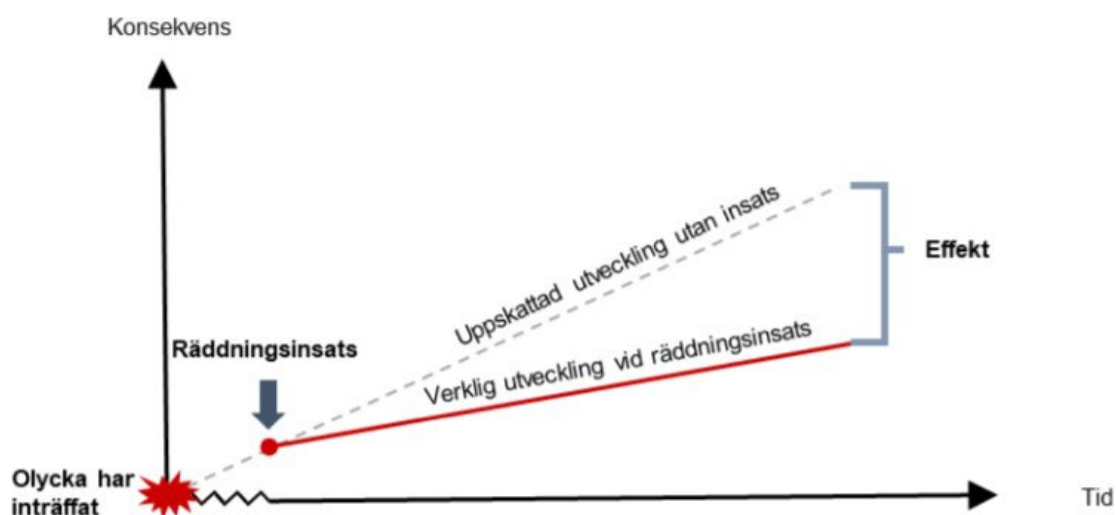 Konsekvens
Uppskattad utveckling utan insats
Effekt
Räddningsinsats
Verklig utveckling vid räddningsinsats
Olycka har
inträffat
Tid